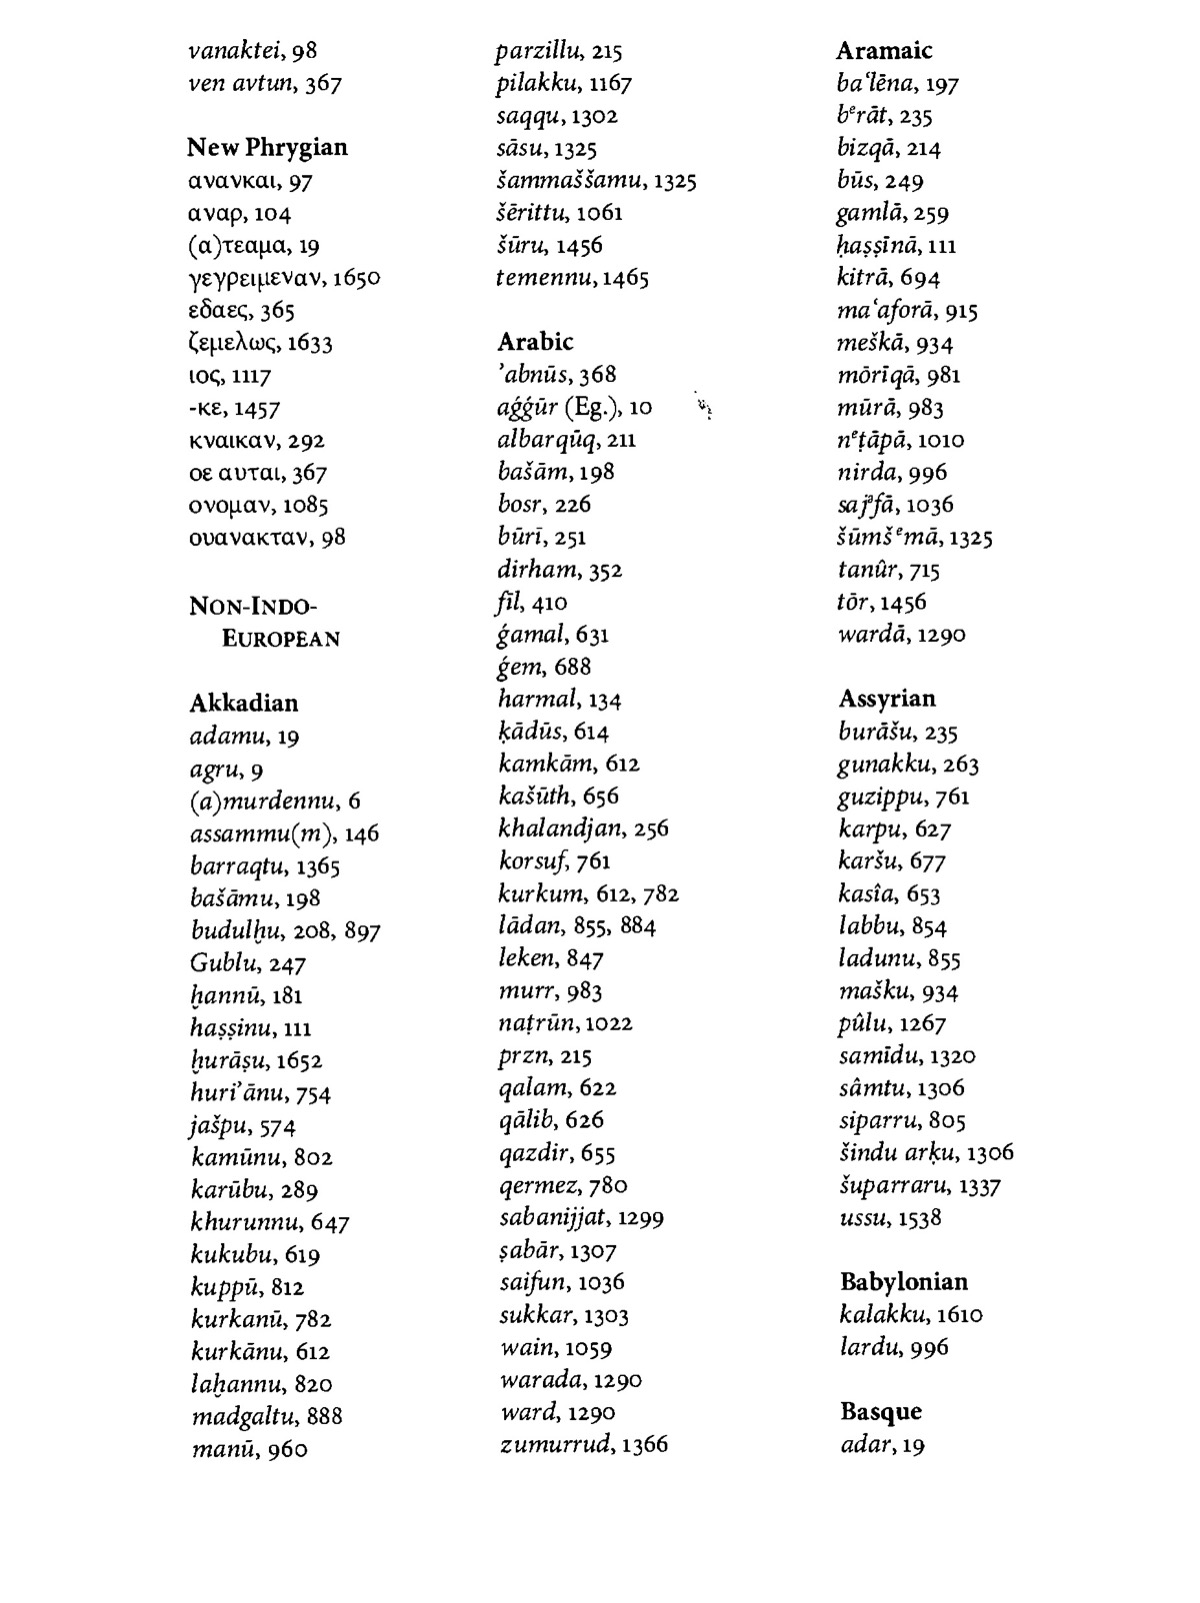 vanaktei, 98
ven avtun, 367
New Phrygian
ανανκαι, 97
αναρ, 104
(α)τεαμα, 19
γεγρειμεναν, 1650
εδαες, 365
ζεμελως, 1633
ιος, 1117
-κε, 1457
κναικαν, 292
οε αυται, 367
ονομαν, 1085
ουανακταν, 98
NON-INDO-
EUROPEAN
Akkadian
adamu, 19
agru, 9
(a)murdennu, 6
assammu(m), 146
barraqtu, 1365
bašāmu, 198
budulḫu, 208, 897
Gublu, 247
ḫannū, 181
haṣṣinu, 111
ḫurāṣu, 1652
huri’ānu, 754
jašpu, 574
kamūnu, 802
karūbu, 289
khurunnu, 647
kukubu, 619
kuppū, 812
kurkanū, 782
kurkānu, 612
laḫannu, 820
madgaltu, 888
manū, 960
parzillu, 215
pilakku, 1167
saqqu, 1302
sāsu, 1325
šammaššamu, 1325
šērittu, 1061
šūru, 1456
temennu, 1465
Arabic
’abnūs, 368
aǵǵūr (Eg.), 10
albarqūq, 211
bašām, 198
bosr, 226
būrī, 251
dirham, 352
fīl, 410
ǵamal, 631
ǵem, 688
harmal, 134
ḳādūs, 614
kamkām, 612
kašūth, 656
khalandjan, 256
korsuf, 761
kurkum, 612, 782
lādan, 855, 884
leken, 847
murr, 983
naṭrūn, 1022
przn, 215
qalam, 622
qālib, 626
qazdir, 655
qermez, 780
sabanijjat, 1299
ṣabār, 1307
saifun, 1036
sukkar, 1303
wain, 1059
warada, 1290
ward, 1290
zumurrud, 1366
Aramaic
ba‘lēna, 197
bᵉrāt, 235
bizqā, 214
būs, 249
gamlā, 259
ḥaṣṣīnā, 111
kitrā, 694
ma‘aforā, 915
meškā, 934
mōrīqā, 981
mūrā, 983
nᵉṭāpā, 1010
nirda, 996
sajᵊfā, 1036
šūmšᵉmā, 1325
tanûr, 715
tōr, 1456
wardā, 1290
Assyrian
burāšu, 235
gunakku, 263
guzippu, 761
karpu, 627
karšu, 677
kasîa, 653
labbu, 854
ladunu, 855
mašku, 934
pûlu, 1267
samīdu, 1320
sâmtu, 1306
siparru, 805
šindu arḳu, 1306
šuparraru, 1337
ussu, 1538
Babylonian
kalakku, 1610
lardu, 996
Basque
adar, 19